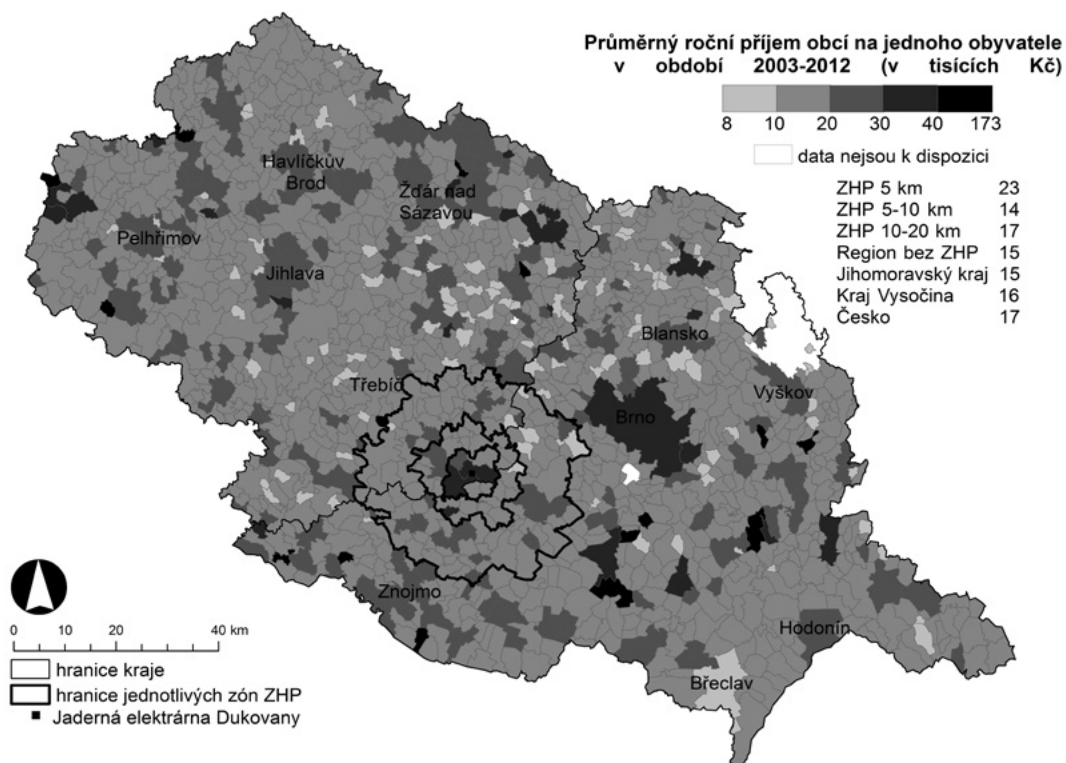 Průměrný roční příjem obcí na jednoho obyvatele
v období 2003-2012 (v tisících Kč)
8 10 20 30 40 173
data nejsou k dispozici
ZHP 5 km 23
ZHP 5-10 km 14
ZHP 10-20 km 17
Region bez ZHP 15
Jihomoravský kraj 15
Kraj Vysočina 16
Česko 17
Havlíčkův
Brod
Žďár nad
Sázavou
Pelhřimov
Jihlava
Blansko
Třebíč
Vyškov
Brno
Znojmo
Hodonín
Břeclav
0 10 20 40 km
hranice kraje
hranice jednotlivých zón ZHP
Jaderná elektrárna Dukovany